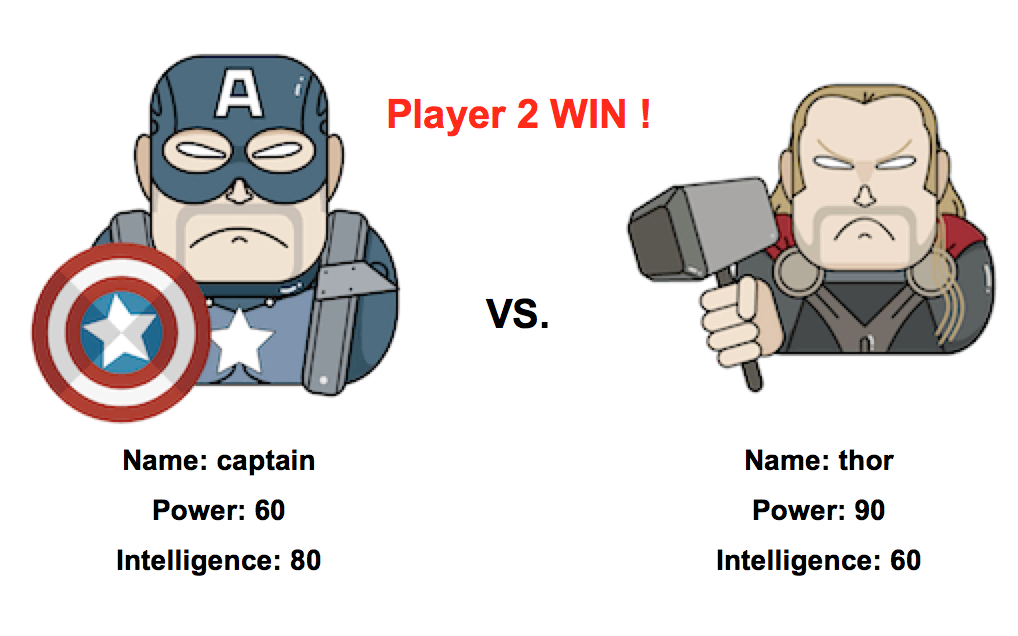 A
Player 2 WIN !
VS.
Name: captain
Power: 60
Intelligence: 80
Name: thor
Power: 90
Intelligence: 60